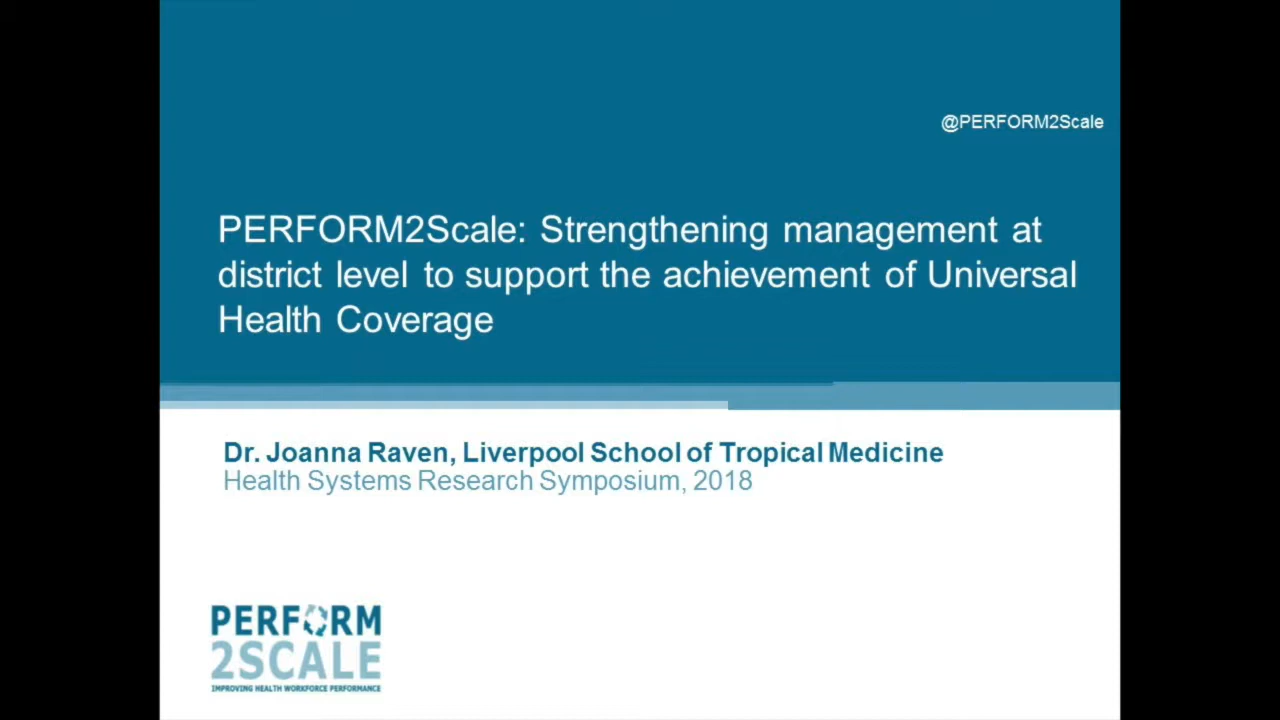 @PERFORM2Scale
PERFORM2Scale: Strengthening management at
district level to support the achievement of Universal
Health Coverage
Dr. Joanna Raven, Liverpool School of Tropical Medicine
Health Systems Research Symposium, 2018
PERFORM
2SCALE
IMPROVING HEALTH WORKFORCE PERFORMANCE